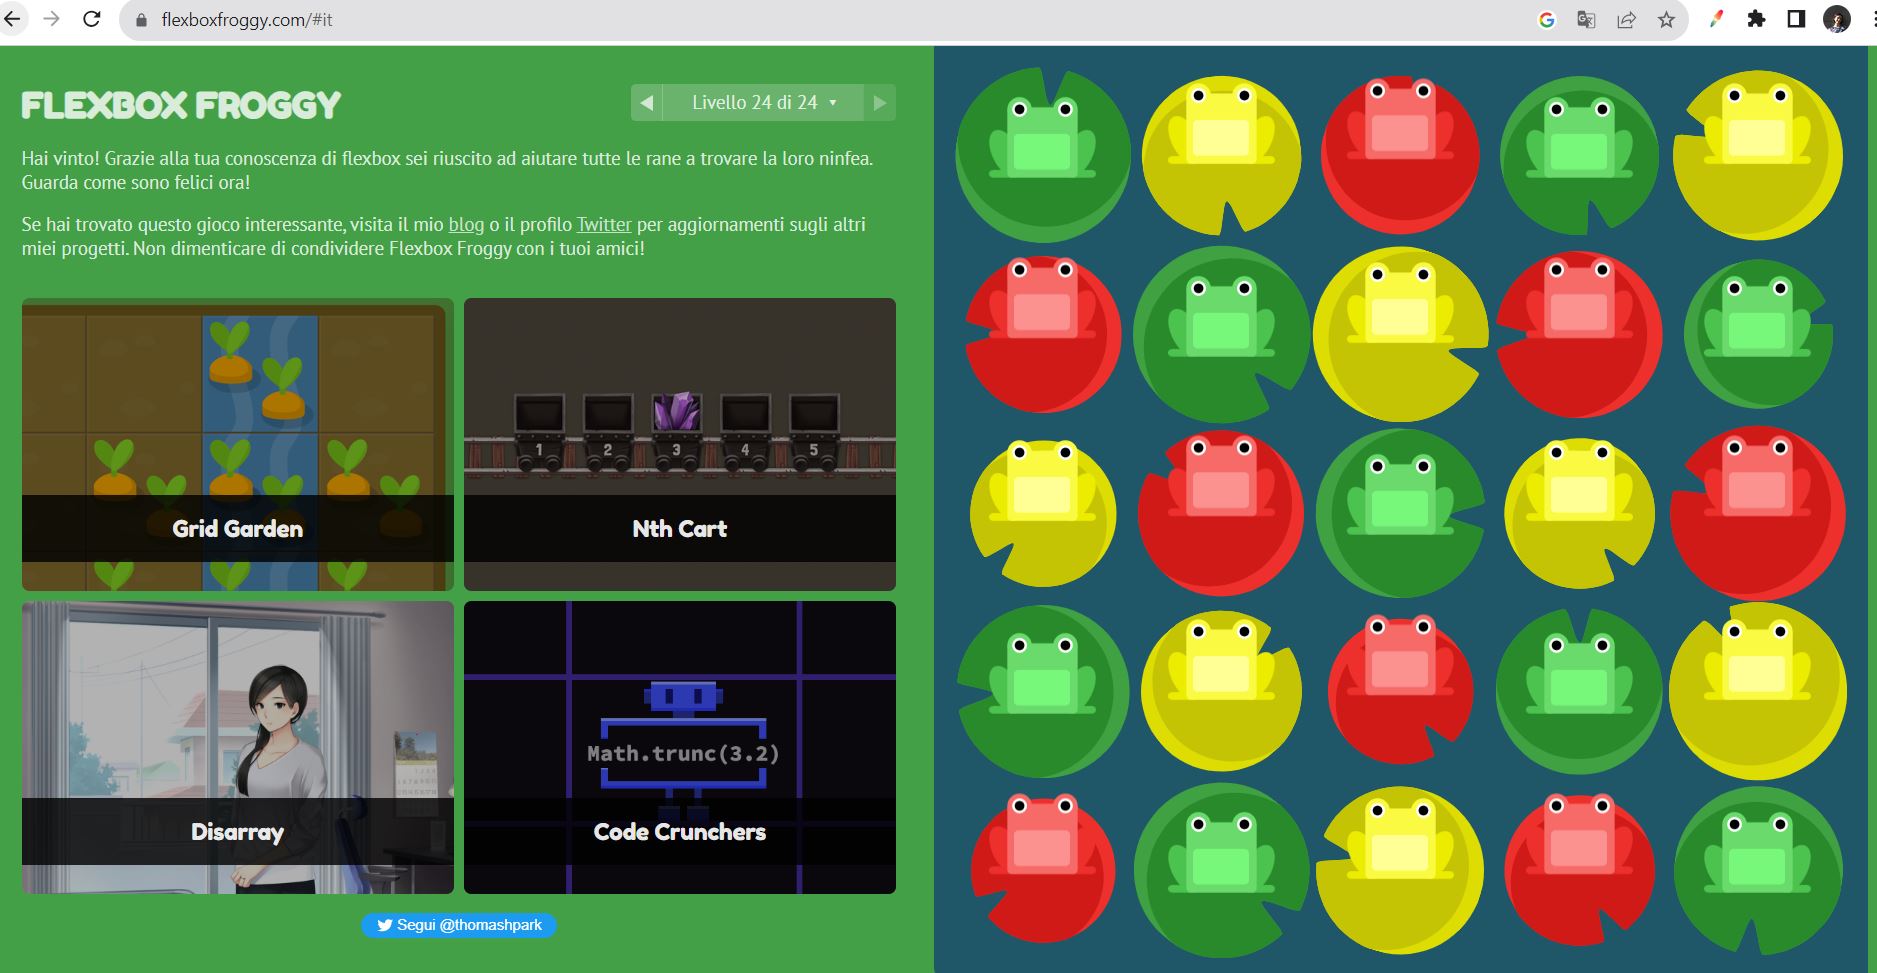 flexboxfroggy.com/#it
FLEXBOX FROGGY
Livello 24 di 24
Hai vinto! Grazie alla tua conoscenza di flexbox sei riuscito ad aiutare tutte le rane a trovare la loro ninfea.
Guarda come sono felici ora!
Se hai trovato questo gioco interessante, visita il mio blog o il profilo Twitter per aggiornamenti sugli altri
miei progetti. Non dimenticare di condividere Flexbox Froggy con i tuoi amici!
1 2 3 4 5
Grid Garden
Nth Cart
Math.trunc(3.2)
Disarray
Code Crunchers
Segui @thomashpark